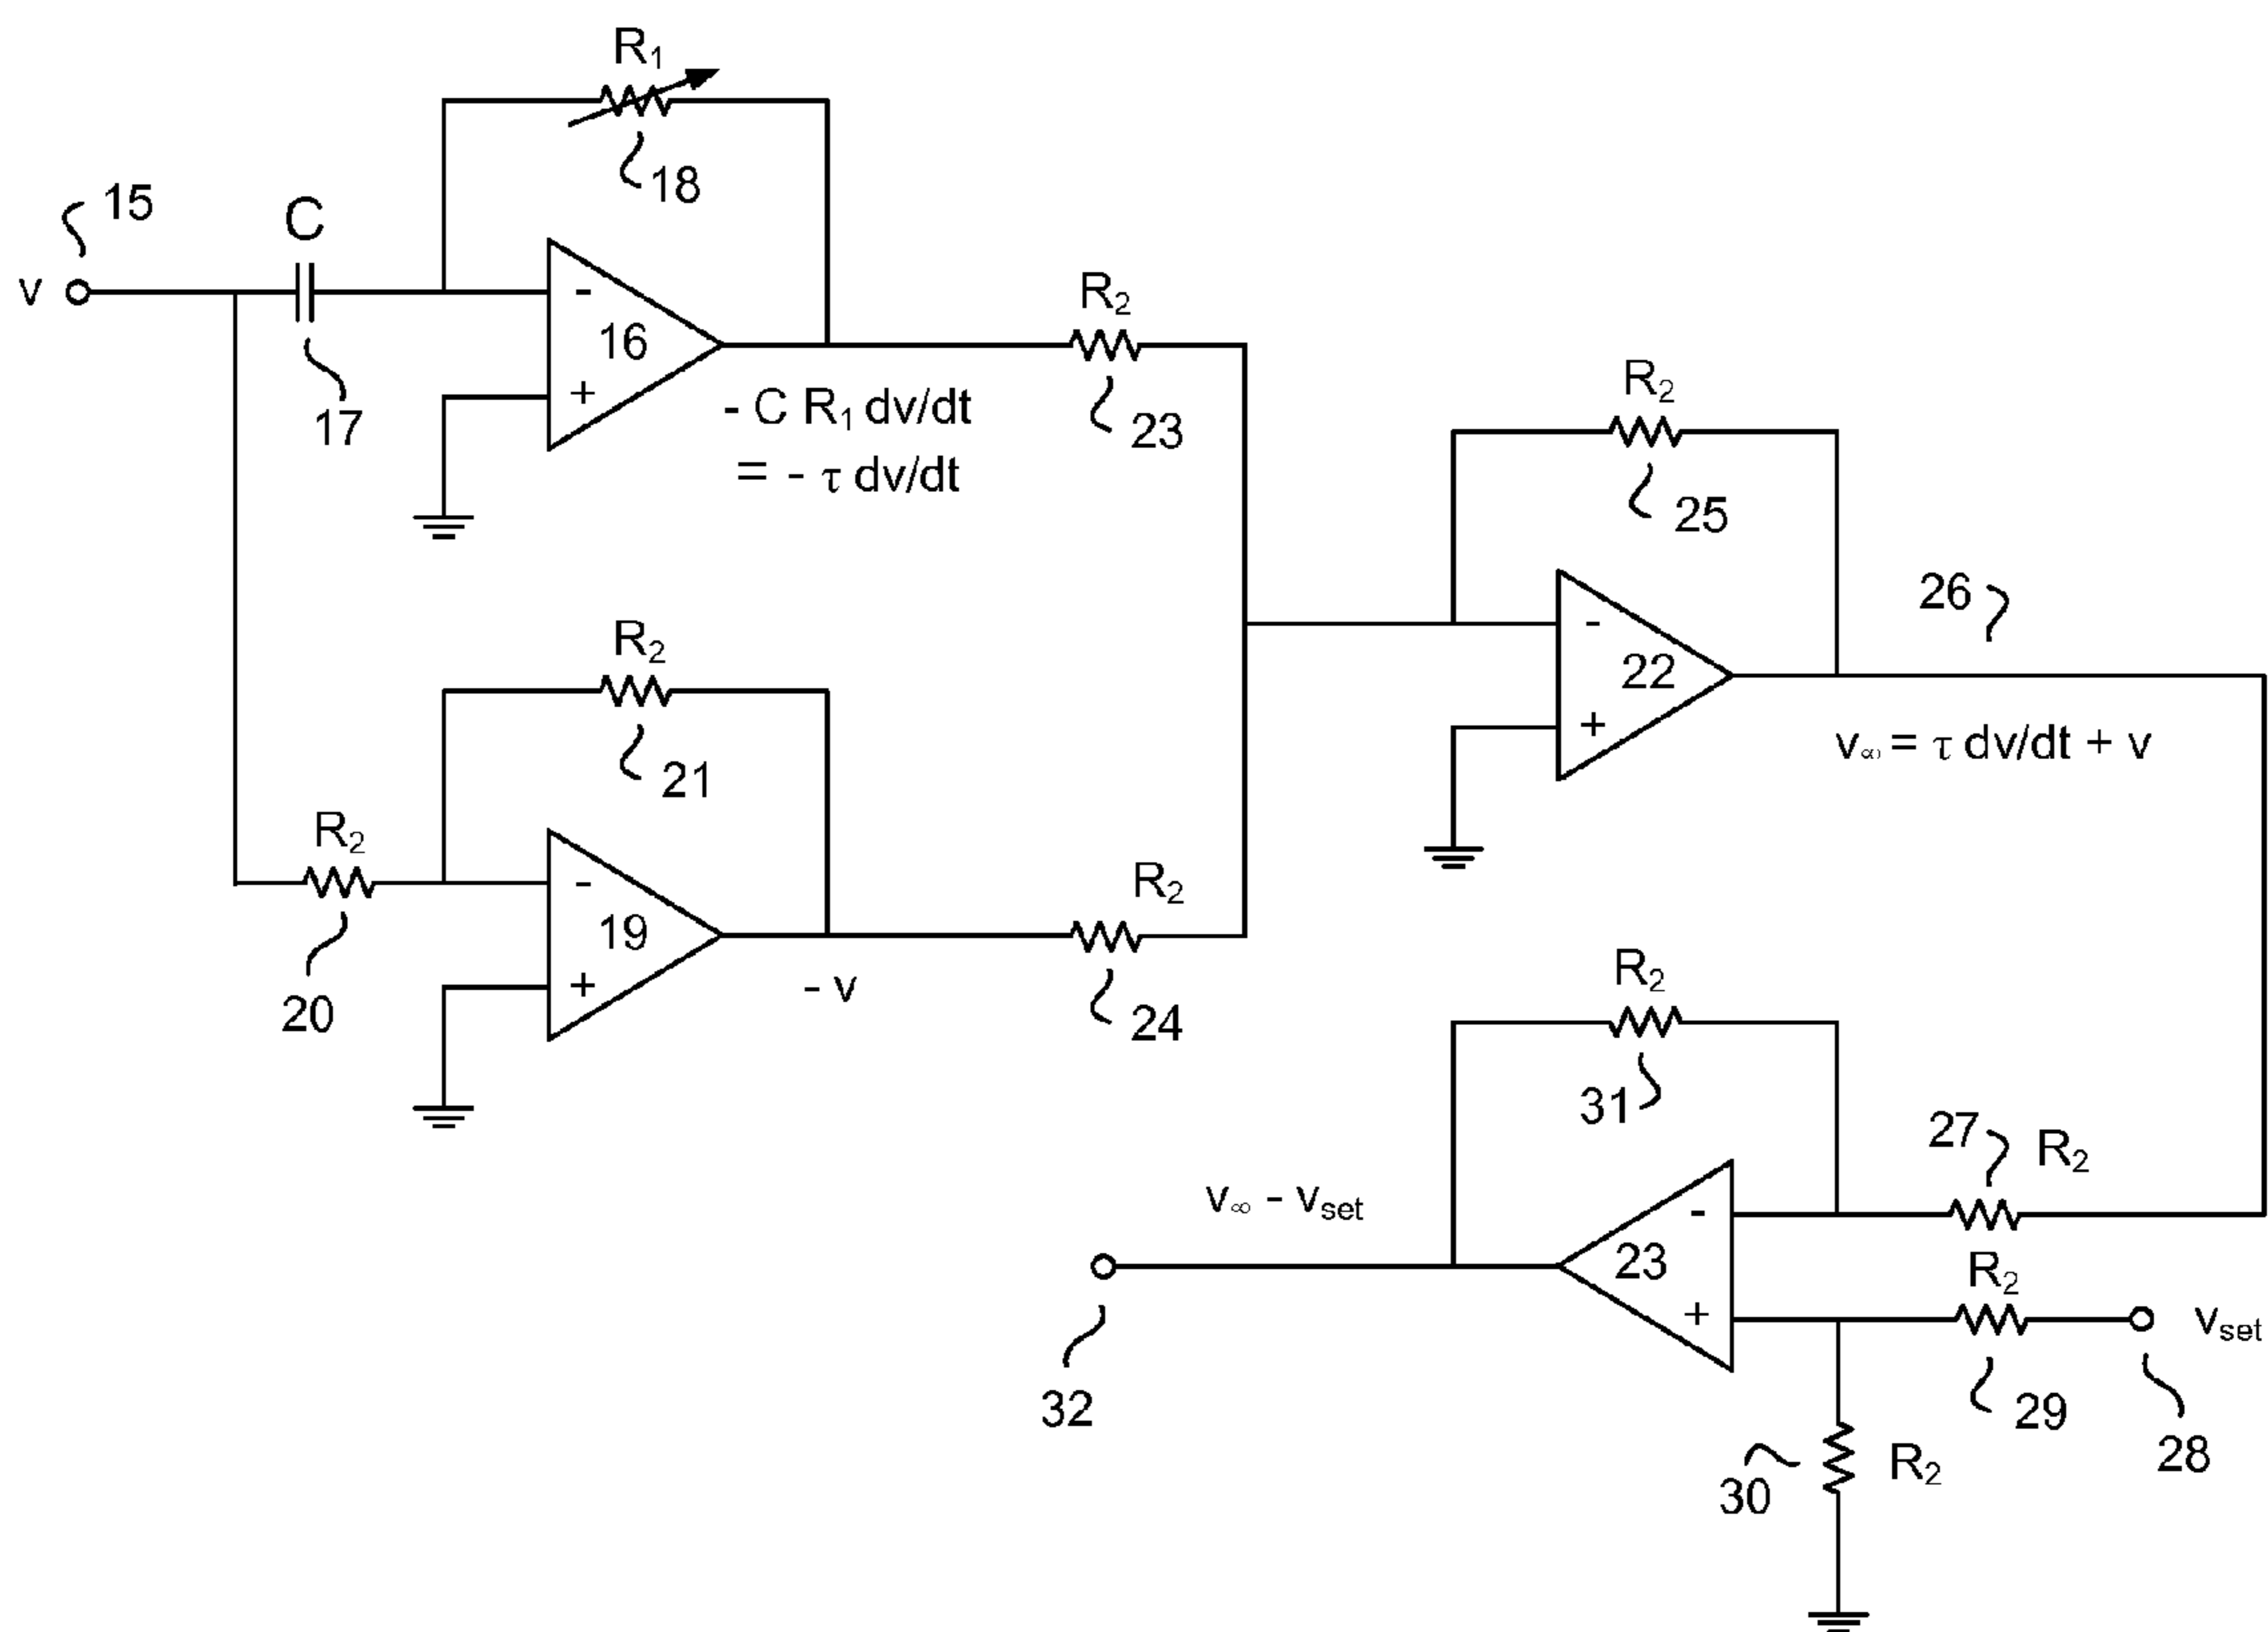 R₁
18
15
C
v
16
-
+
17
- C R₁ dv/dt
= - τ dv/dt
R₂
23
R₂
25
26
-
22
+
v∞ = τ dv/dt + v
R₂
21
R₂
20
-
19
+
- v
R₂
24
R₂
31
27
R₂
v∞ - vset
-
23
+
R₂
vset
32
29
28
30
R₂